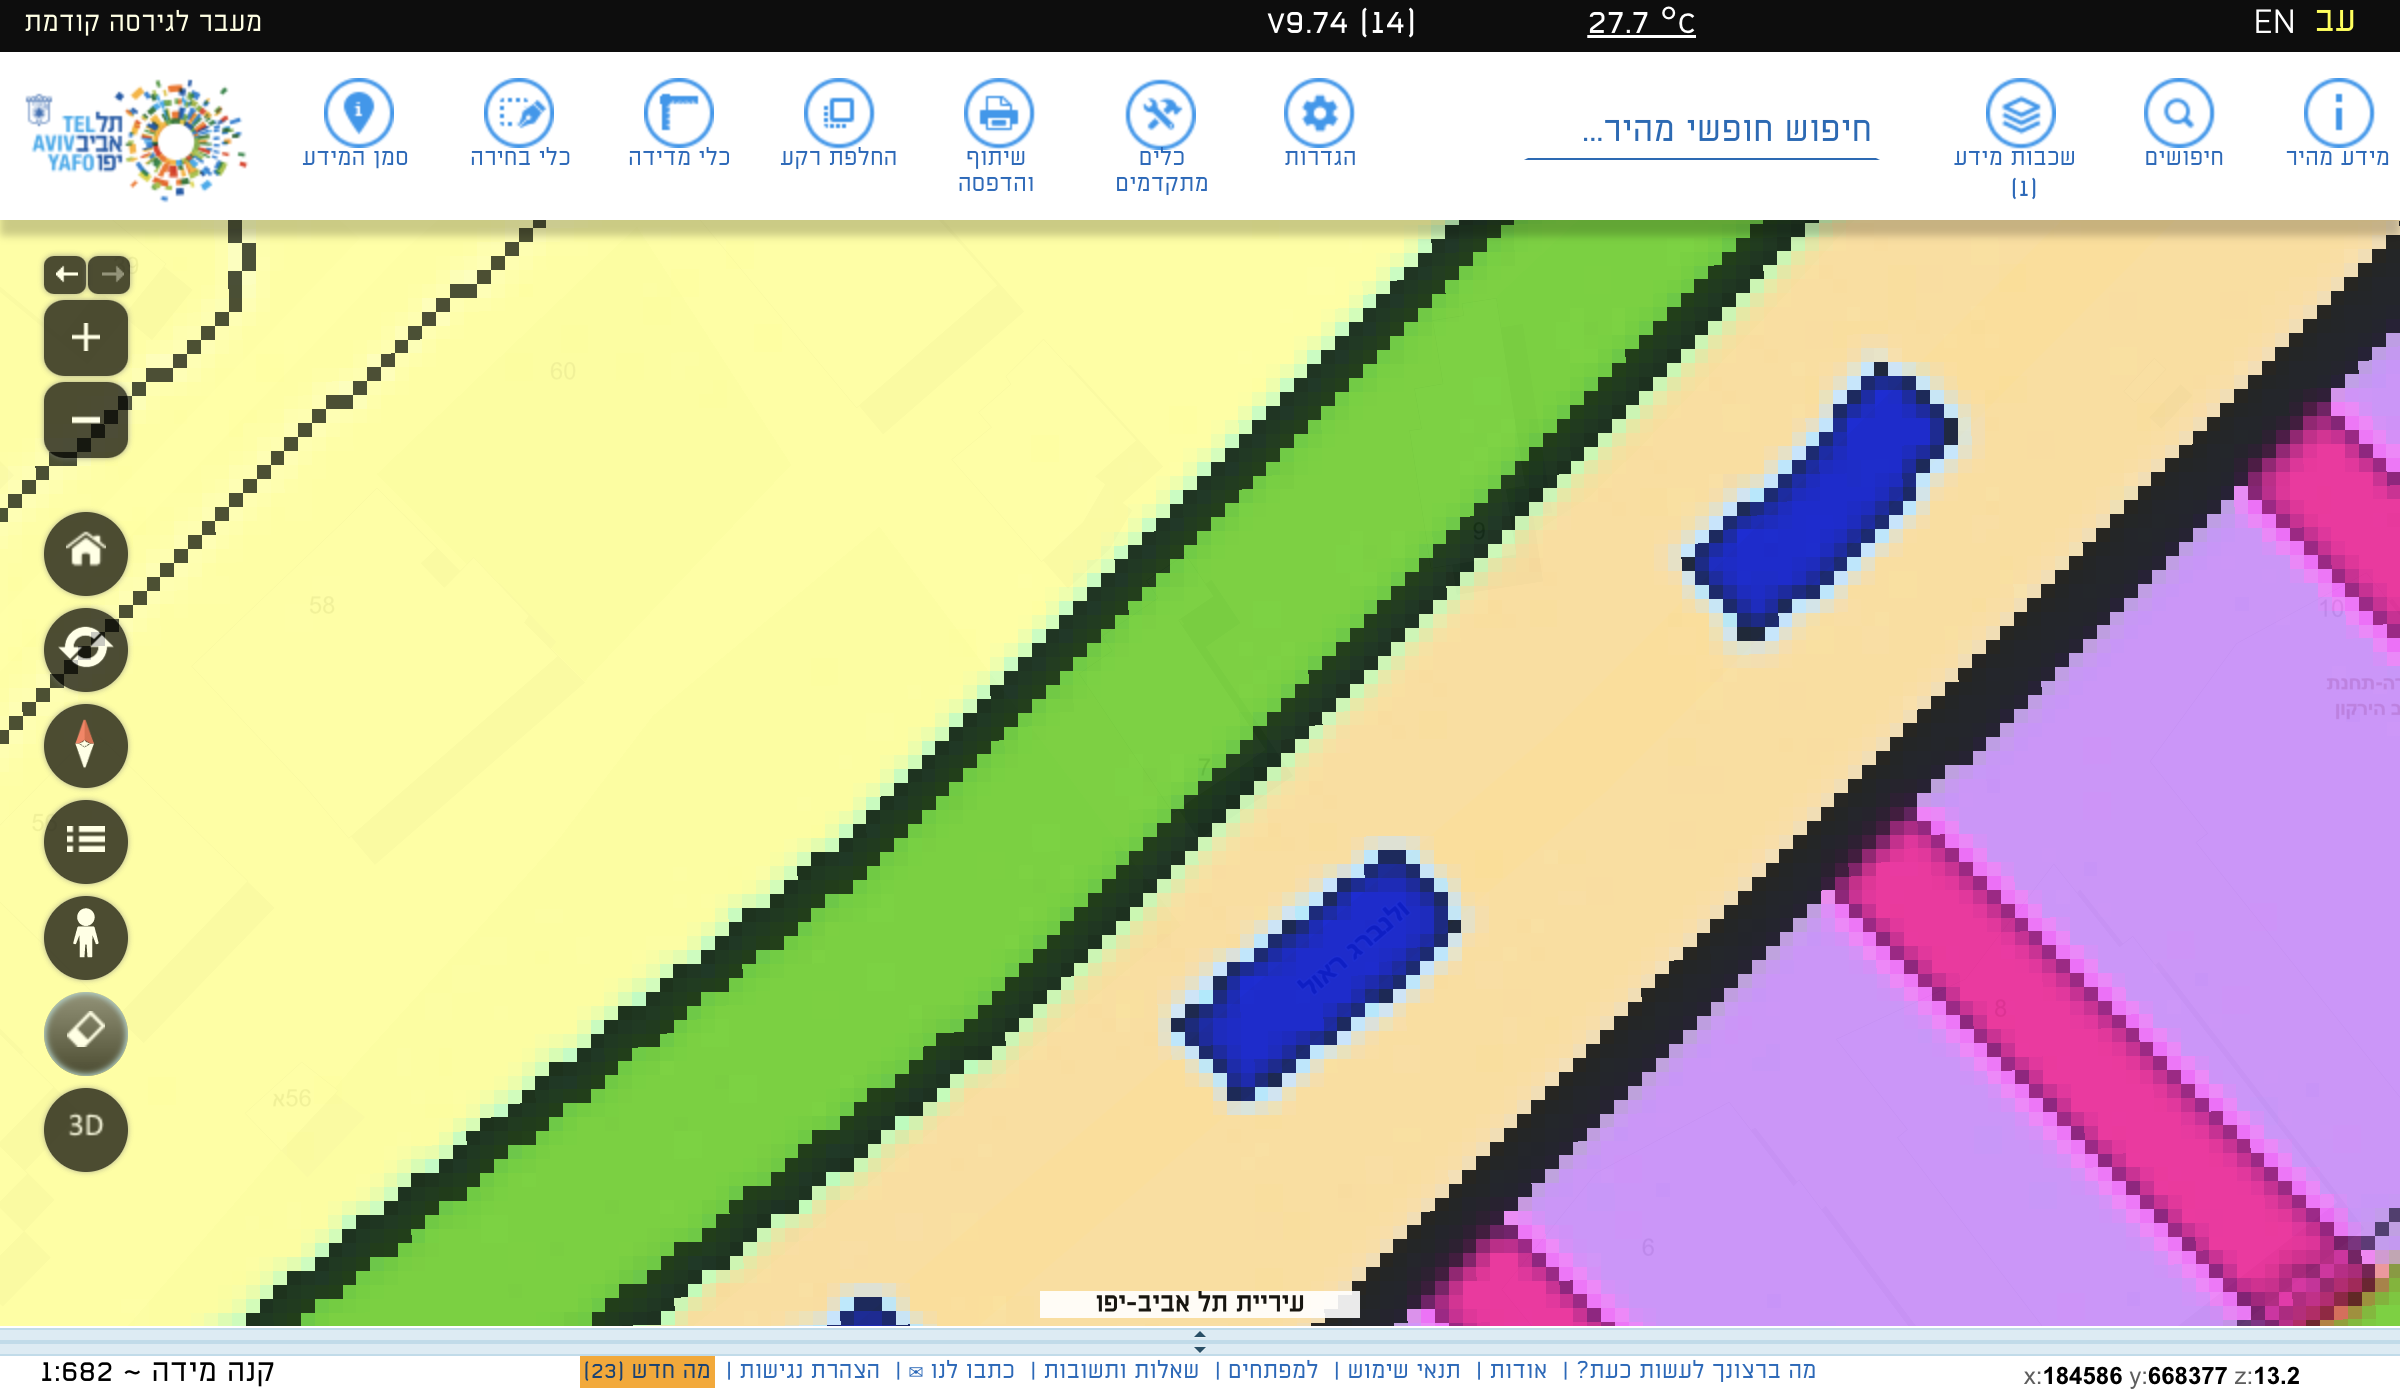 מעבר לגירסה קודמת
V9.74 (14)
27.7 °C
EN עב
תל TEL
אביב AVIV
יפו YAFO
סמן המידע
כלי בחירה
כלי מדידה
החלפת רקע
שיתוף
והדפסה
כלים
מתקדמים
הגדרות
חיפוש חופשי מהיר...
שכבות מידע
(1)
חיפושים
מידע מהיר
60
58
9
10
7
ולנברג ראול
8
56א
6
3D
עיריית תל אביב-יפו
קנה מידה ~ 1:682
מה ברצונך לעשות כעת? | אודות | תנאי שימוש | למפתחים | שאלות ותשובות | כתבו לנו ✉ | הצהרת נגישות | מה חדש (23)
x:184586 y:668377 z:13.2